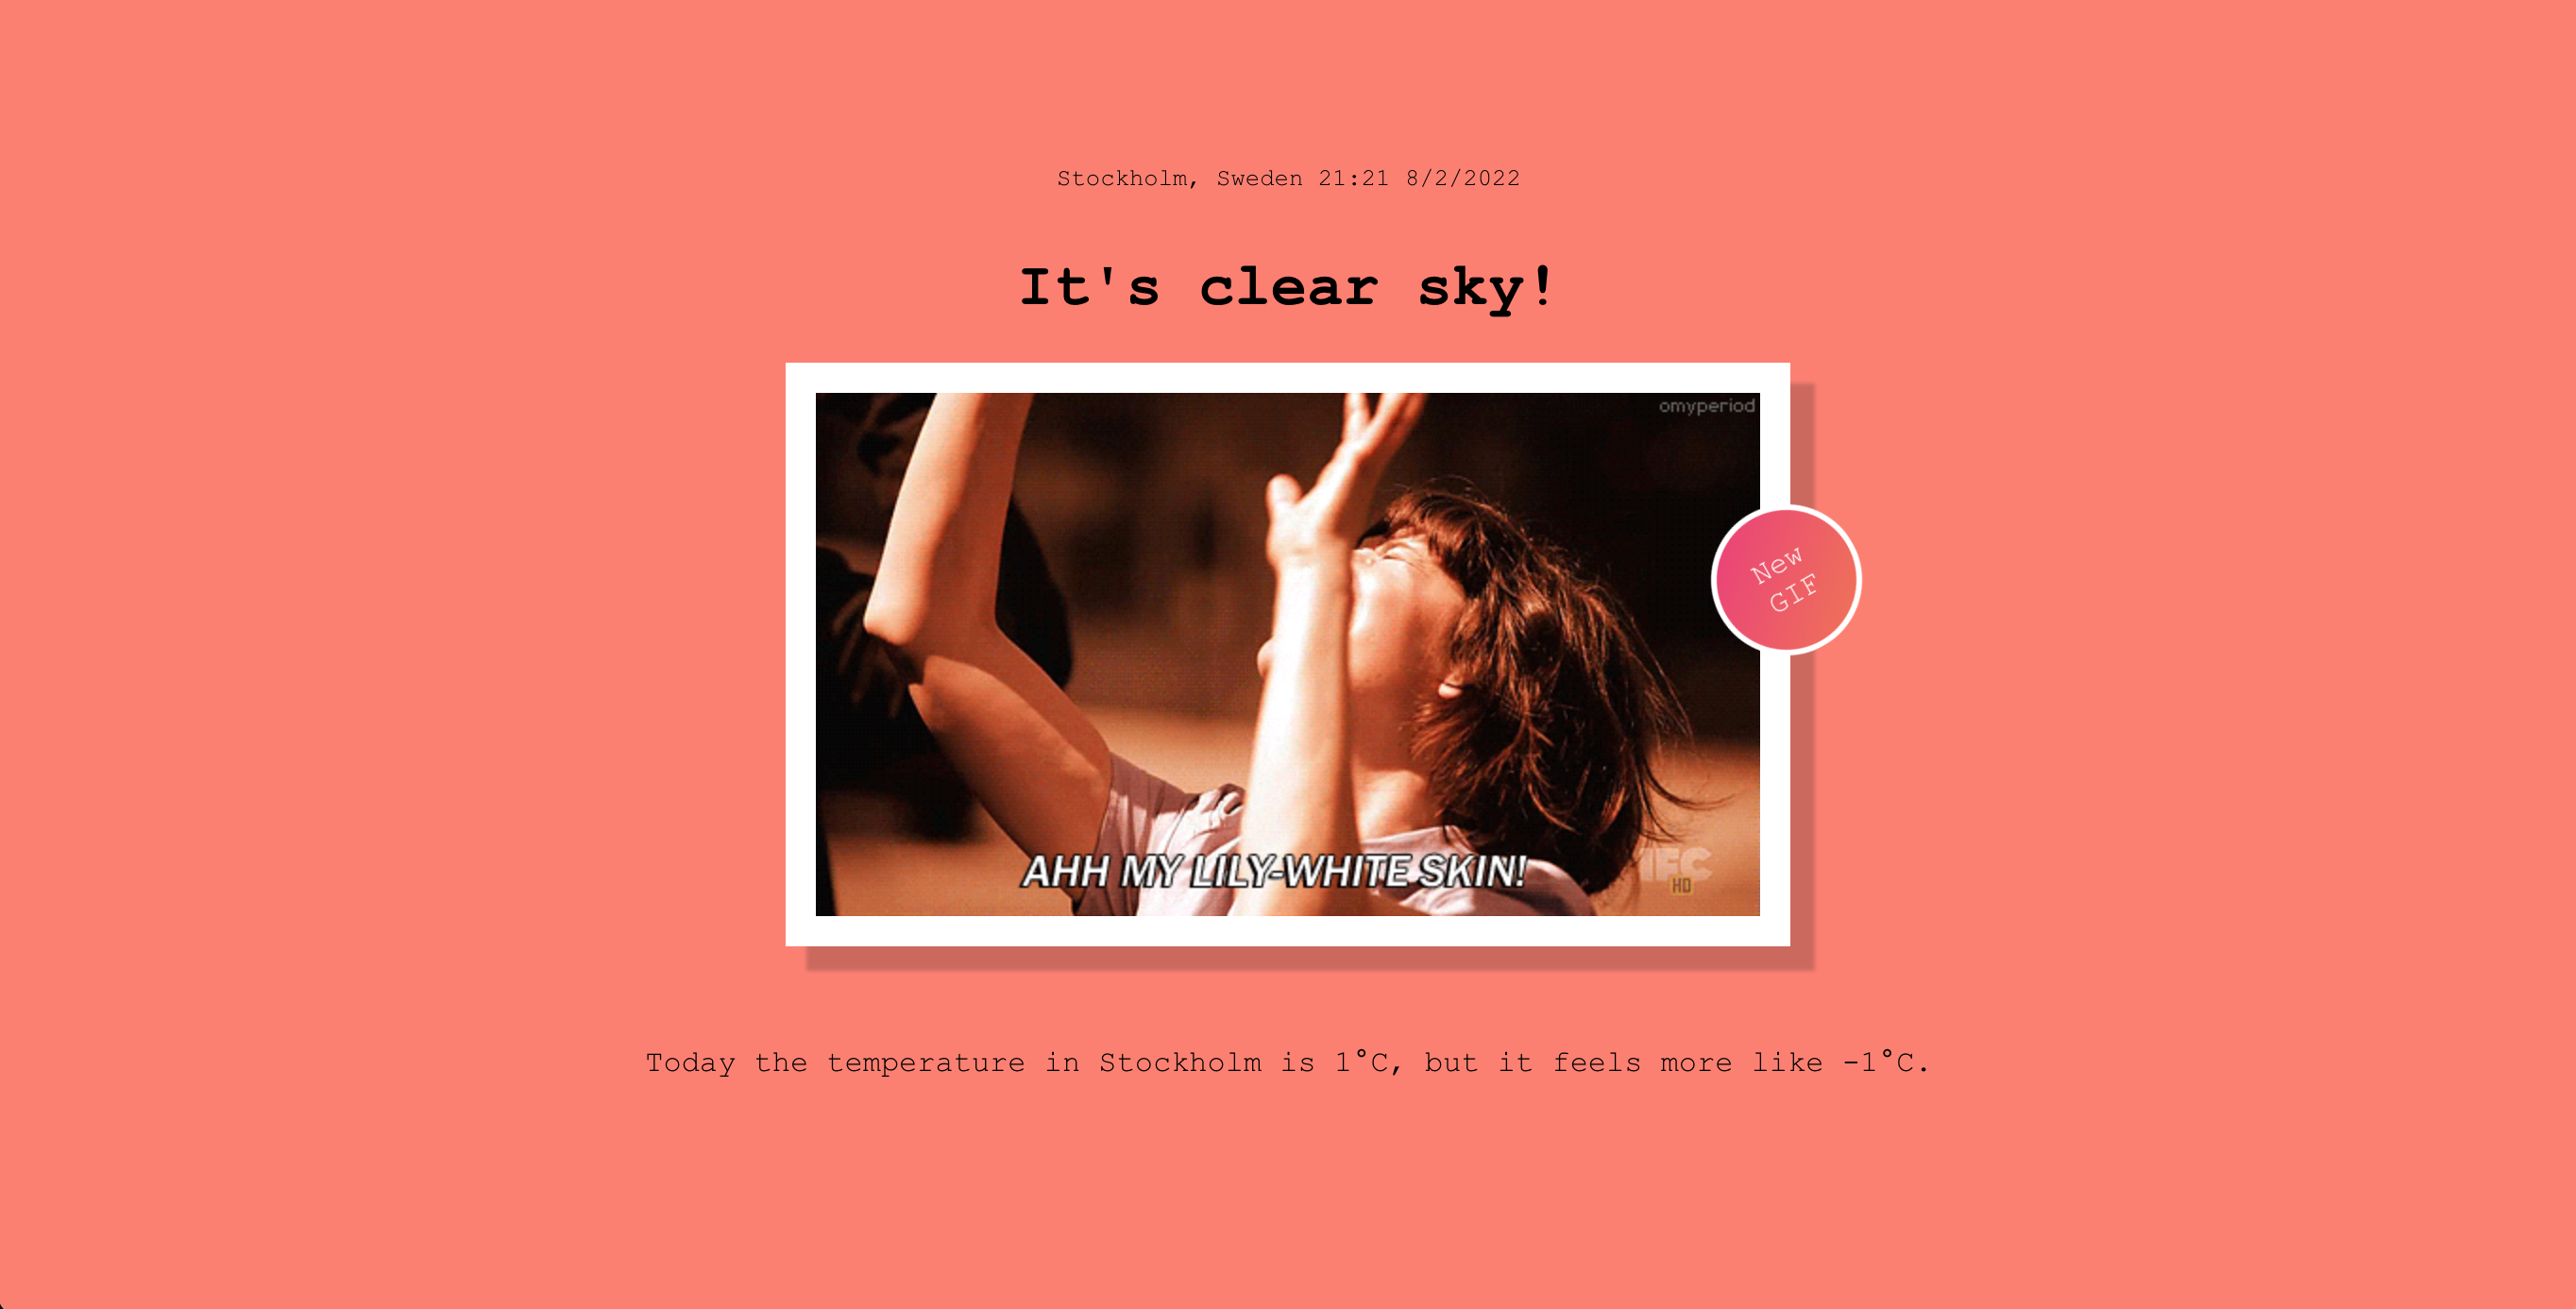 Stockholm, Sweden 21:21 8/2/2022
It's clear sky!
omyperiod
New
GIF
AHH MY LILY-WHITE SKIN!
IFC
HD
Today the temperature in Stockholm is 1°C, but it feels more like -1°C.